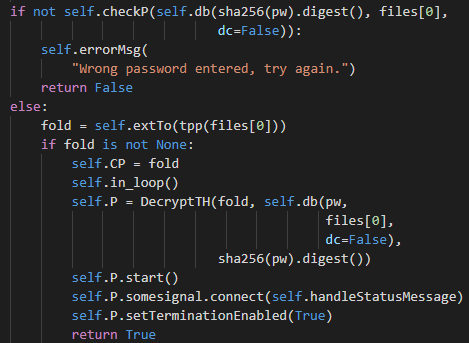 if not self.checkP(self.db(sha256(pw).digest(), files[0],
                           dc=False)):
    self.errorMsg(
        "Wrong password entered, try again.")
    return False
else:
    fold = self.extTo(tpp(files[0]))
    if fold is not None:
        self.CP = fold
        self.in_loop()
        self.P = DecryptTH(fold, self.db(pw,
                                         files[0],
                                         dc=False),
                           sha256(pw).digest())
        self.P.start()
        self.P.somesignal.connect(self.handleStatusMessage)
        self.P.setTerminationEnabled(True)
        return True